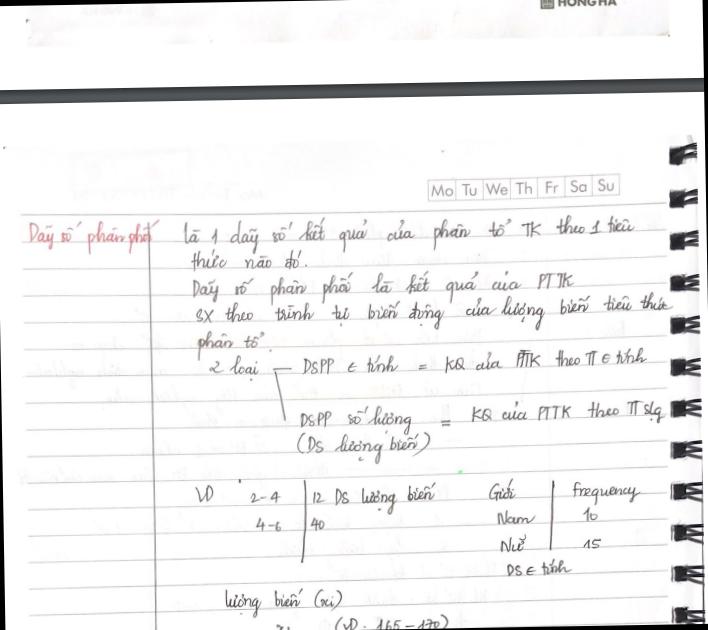 HONG HA
Mo Tu We Th Fr Sa Su
Dãy số phân phối
là 1 dãy số kết quả của phân tổ TK theo 1 tiêu
thức nào đó.
Dãy số phân phối là kết quả của PTTK
SX theo trình tự biến động của lượng biến tiêu thức
phân tổ.
2 loại — DSPP ∈ tính = KQ của PTTK theo TT ∈ tính
DSPP số lượng = KQ của PTTK theo TT slg
(DS lượng biến)
VD 2-4 | 12 DS lượng biến Giới | frequency
4-6 | 40 Nam | 10
Nữ | 15
DS ∈ tính
lượng biến (xi)
(VD: 165-170)